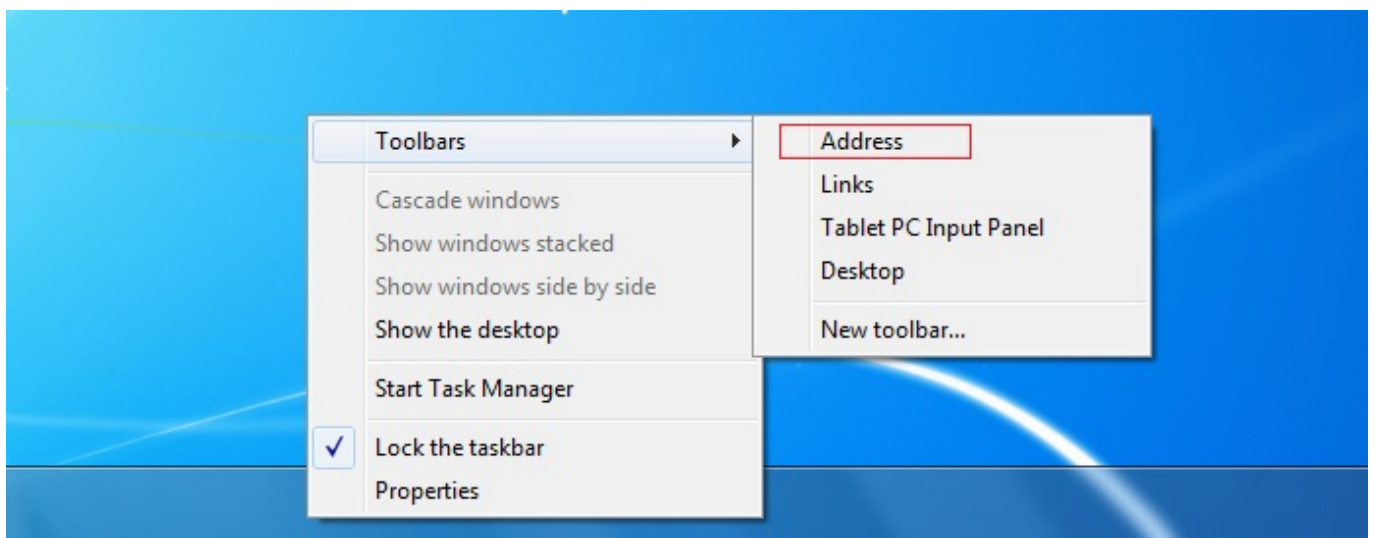 Toolbars
Cascade windows
Show windows stacked
Show windows side by side
Show the desktop
Start Task Manager
Lock the taskbar
Properties
Address
Links
Tablet PC Input Panel
Desktop
New toolbar...